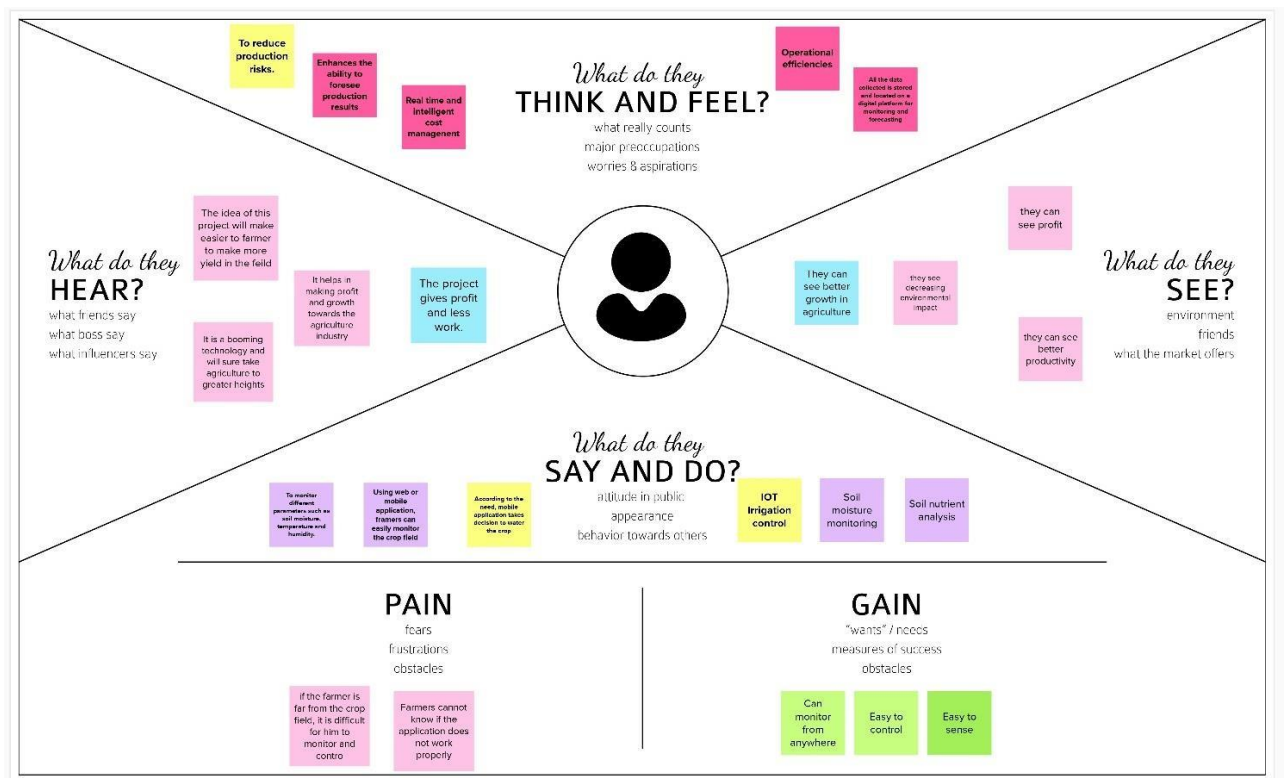 To reduce
production
risks.
Enhances the
ability to
foresee
production
results
Real time and
intelligent
cost
management
What do they
THINK AND FEEL?
what really counts
major preoccupations
worries & aspirations
Operational
efficiencies
All the data
collected is stored
and located on a
digital platform for
monitoring and
forecasting
What do they
HEAR?
what friends say
what boss say
what influencers say
The idea of this
project will make
easier to farmer
to make more
yield in the feild
It helps in
making profit
and growth
towards the
agriculture
industry
The project
gives profit
and less
work.
It is a booming
technology and
will sure take
agriculture to
greater heights
They can
see better
growth in
agriculture
they see
decreasing
environmental
impact
they can
see profit
they can see
better
productivity
What do they
SEE?
environment
friends
what the market offers
What do they
SAY AND DO?
attitude in public
appearance
behavior towards others
To monitor
different
parameters such as
soil moisture,
temperature and
humidity.
Using web or
mobile
application,
framers can
easily monitor
the crop field
According to the
need, mobile
application takes
decision to water
the crop
IOT
Irrigation
control
Soil
moisture
monitoring
Soil nutrient
analysis
PAIN
fears
frustrations
obstacles
if the farmer is
far from the crop
field, it is difficult
for him to
monitor and
contro
Farmers cannot
know if the
application does
not work
properly
GAIN
"wants" / needs
measures of success
obstacles
Can
monitor
from
anywhere
Easy to
control
Easy to
sense